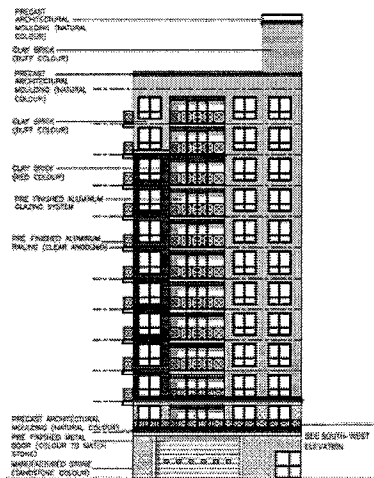 PRECAST
ARCHITECTURAL
MOULDING (NATURAL
COLOUR)
CLAY BRICK
(BUFF COLOUR)
PRECAST
ARCHITECTURAL
MOULDING (NATURAL
COLOUR)
CLAY BRICK
(BUFF COLOUR)
CLAY BRICK
(RED COLOUR)
PRE FINISHED ALUMINUM
GLAZING SYSTEM
PRE FINISHED ALUMINUM
RAILING (CLEAR ANODIZED)
PRECAST ARCHITECTURAL
MOULDING (NATURAL COLOUR)
PRE FINISHED METAL
DOOR (COLOUR TO MATCH
STONE)
MANUFACTURED STONE
(SANDSTONE COLOUR)
SEE SOUTH-WEST
ELEVATION